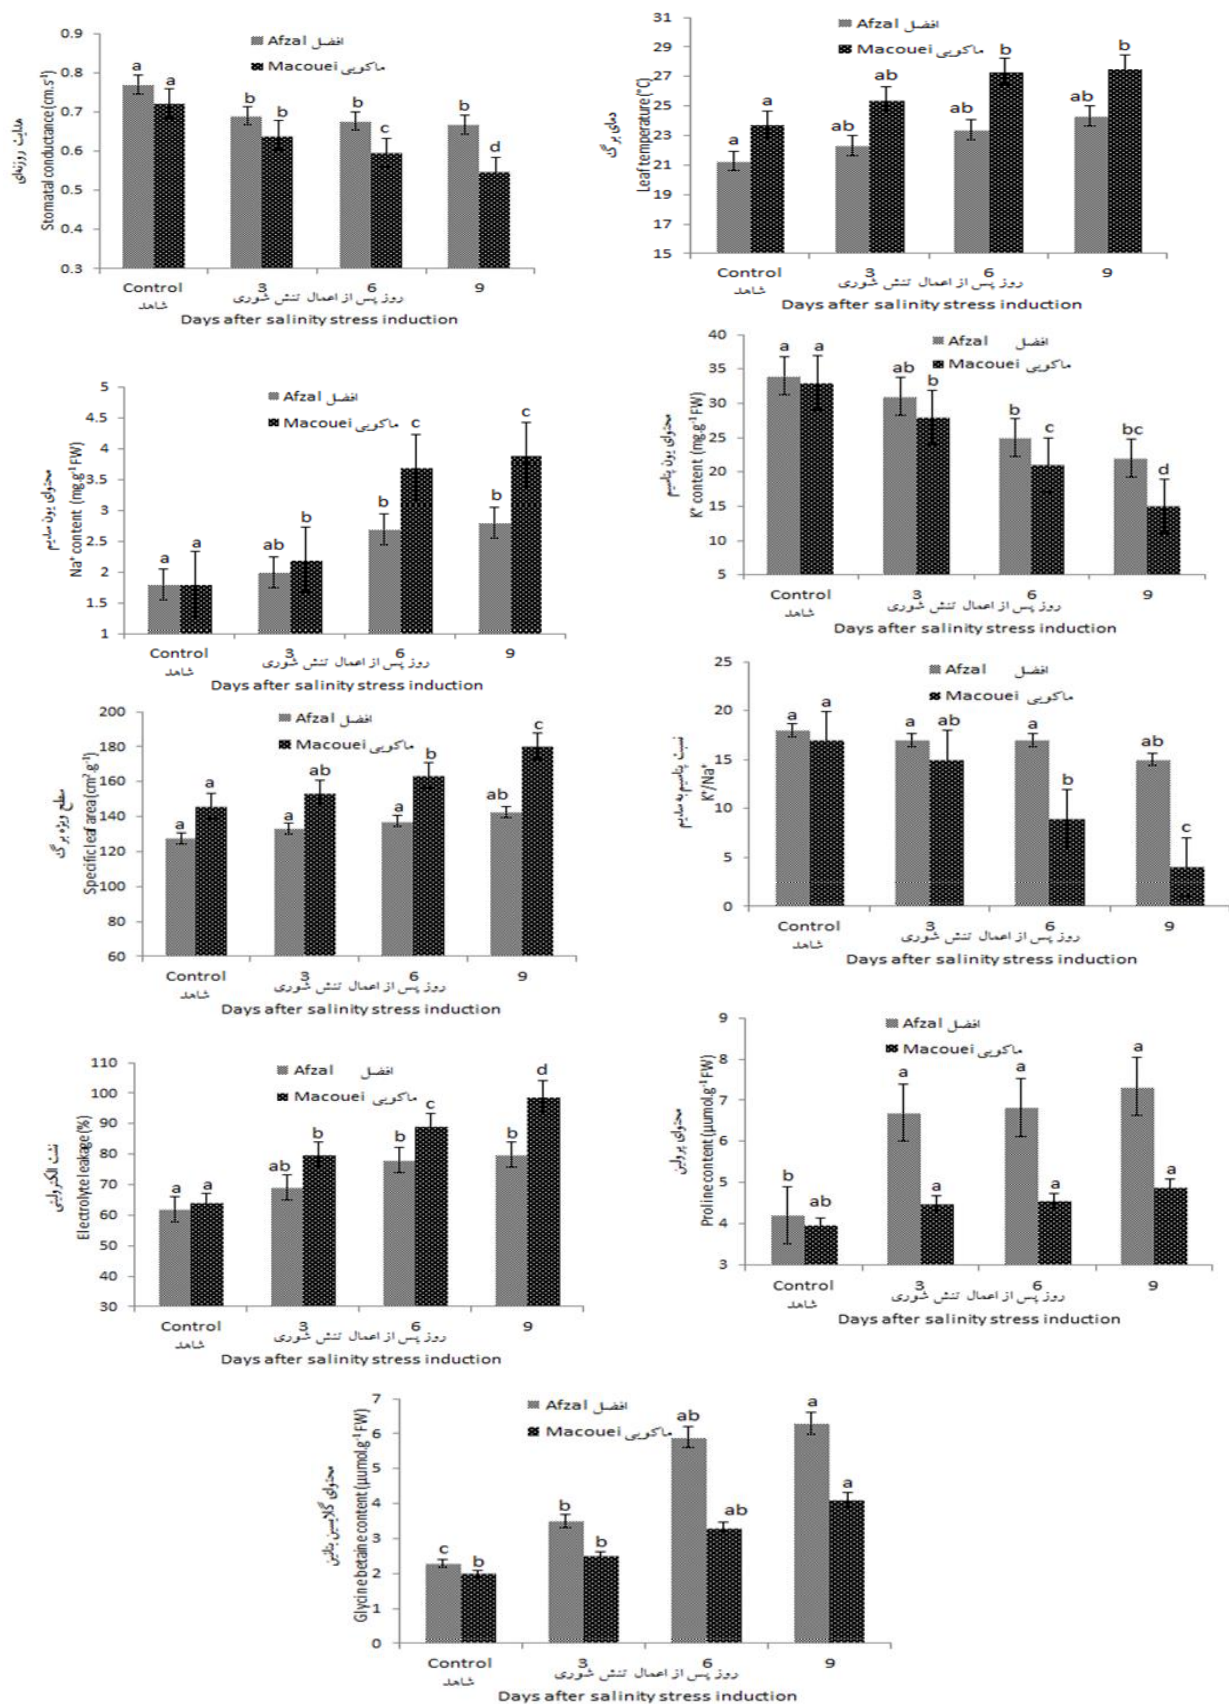 هدایت روزنه‌ای
Stomatal conductance (cm.s⁻¹)
0.9
0.8
0.7
0.6
0.5
0.4
0.3
Afzal افضل
Macouei ماکویی
a a b b b c b d
Control 3 6 9
شاهد روز پس از اعمال تنش شوری
Days after salinity stress induction
دمای برگ
Leaf temperature (°C)
31
29
27
25
23
21
19
17
15
Afzal افضل
Macouei ماکویی
a a ab ab ab b ab b
Control 3 6 9
شاهد روز پس از اعمال تنش شوری
Days after salinity stress induction
محتوای یون سدیم
Na⁺ content (mg.g⁻¹ FW)
5
4.5
4
3.5
3
2.5
2
1.5
1
Afzal افضل
Macouei ماکویی
a a ab b b c b c
Control 3 6 9
شاهد روز پس از اعمال تنش شوری
Days after salinity stress induction
محتوای یون پتاسیم
K⁺ content (mg.g⁻¹ FW)
40
35
30
25
20
15
10
5
Afzal افضل
Macouei ماکویی
a a ab b b c bc d
Control 3 6 9
شاهد روز پس از اعمال تنش شوری
Days after salinity stress induction
سطح ویژه برگ
Specific leaf area (cm².g⁻¹)
200
180
160
140
120
100
80
60
Afzal افضل
Macouei ماکویی
a a a ab a b ab c
Control 3 6 9
شاهد روز پس از اعمال تنش شوری
Days after salinity stress induction
نسبت پتاسیم به سدیم
K⁺/Na⁺
25
20
15
10
5
0
Afzal افضل
Macouei ماکویی
a a a ab a b ab c
Control 3 6 9
شاهد روز پس از اعمال تنش شوری
Days after salinity stress induction
نشت الکترولیتی
Electrolyte leakage (%)
110
100
90
80
70
60
50
40
30
Afzal افضل
Macouei ماکویی
a a ab b b c b d
Control 3 6 9
شاهد روز پس از اعمال تنش شوری
Days after salinity stress induction
محتوای پرولین
Proline content (μumol.g⁻¹ FW)
9
8
7
6
5
4
3
Afzal افضل
Macouei ماکویی
b ab a a a a a a
Control 3 6 9
شاهد روز پس از اعمال تنش شوری
Days after salinity stress induction
محتوای گلایسین بتائین
Glycine betaine content (μumol.g⁻¹ FW)
7
6
5
4
3
2
1
0
Afzal افضل
Macouei ماکویی
c b b b ab ab a a
Control 3 6 9
شاهد روز پس از اعمال تنش شوری
Days after salinity stress induction